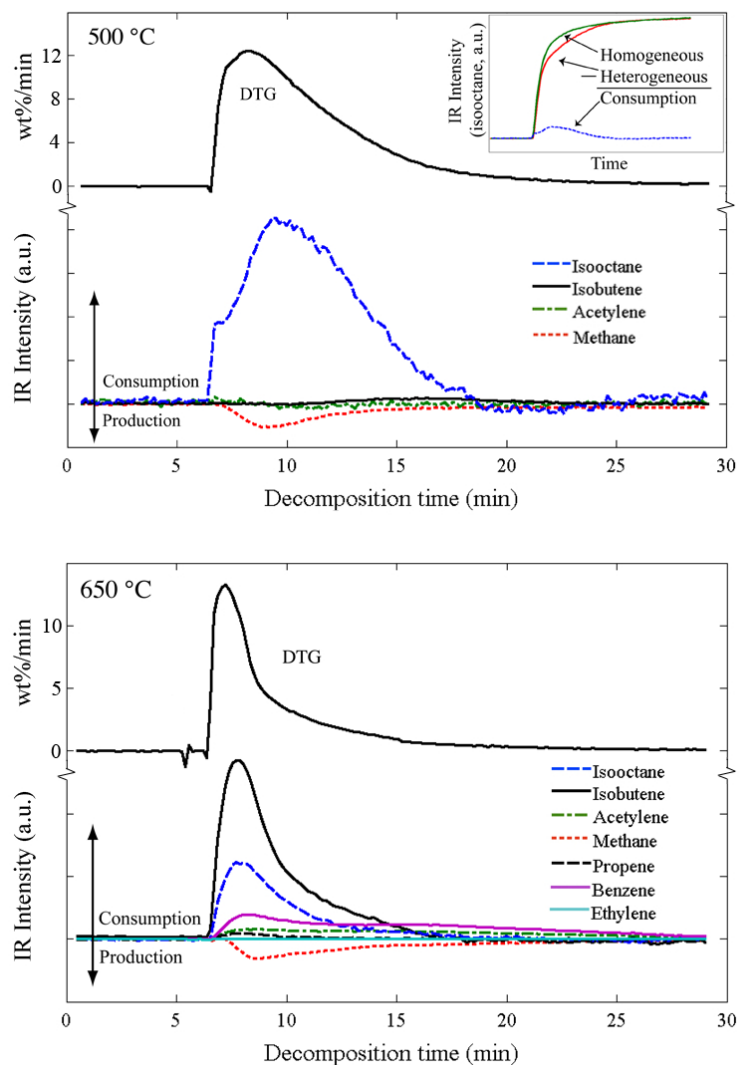 500 °C
wt%/min
12
8
4
0
DTG
IR Intensity
(isooctane, a.u.)
Homogeneous
Heterogeneous
Consumption
Time
IR Intensity (a.u.)
Isooctane
Isobutene
Acetylene
Methane
Consumption
Production
0 5 10 15 20 25 30
Decomposition time (min)
650 °C
wt%/min
10
5
0
DTG
IR Intensity (a.u.)
Isooctane
Isobutene
Acetylene
Methane
Propene
Benzene
Ethylene
Consumption
Production
0 5 10 15 20 25 30
Decomposition time (min)